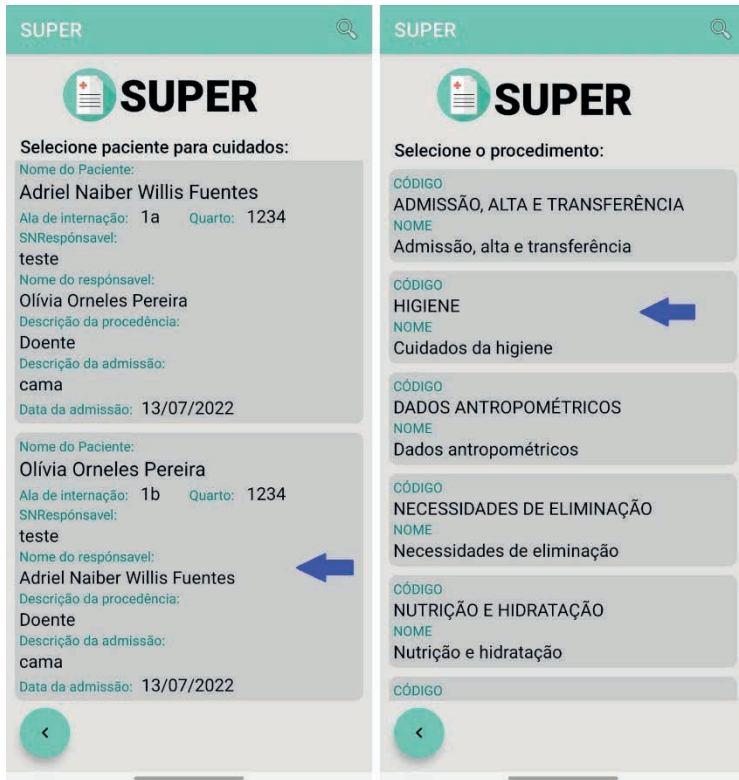 SUPER
SUPER
Selecione paciente para cuidados:
Nome do Paciente:
Adriel Naiber Willis Fuentes
Ala de internação: 1a Quarto: 1234
SNRespónsavel:
teste
Nome do respónsavel:
Olívia Orneles Pereira
Descrição da procedência:
Doente
Descrição da admissão:
cama
Data da admissão: 13/07/2022
Nome do Paciente:
Olívia Orneles Pereira
Ala de internação: 1b Quarto: 1234
SNRespónsavel:
teste
Nome do respónsavel:
Adriel Naiber Willis Fuentes
Descrição da procedência:
Doente
Descrição da admissão:
cama
Data da admissão: 13/07/2022
SUPER
SUPER
Selecione o procedimento:
CÓDIGO
ADMISSÃO, ALTA E TRANSFERÊNCIA
NOME
Admissão, alta e transferência
CÓDIGO
HIGIENE
NOME
Cuidados da higiene
CÓDIGO
DADOS ANTROPOMÉTRICOS
NOME
Dados antropométricos
CÓDIGO
NECESSIDADES DE ELIMINAÇÃO
NOME
Necessidades de eliminação
CÓDIGO
NUTRIÇÃO E HIDRATAÇÃO
NOME
Nutrição e hidratação
CÓDIGO